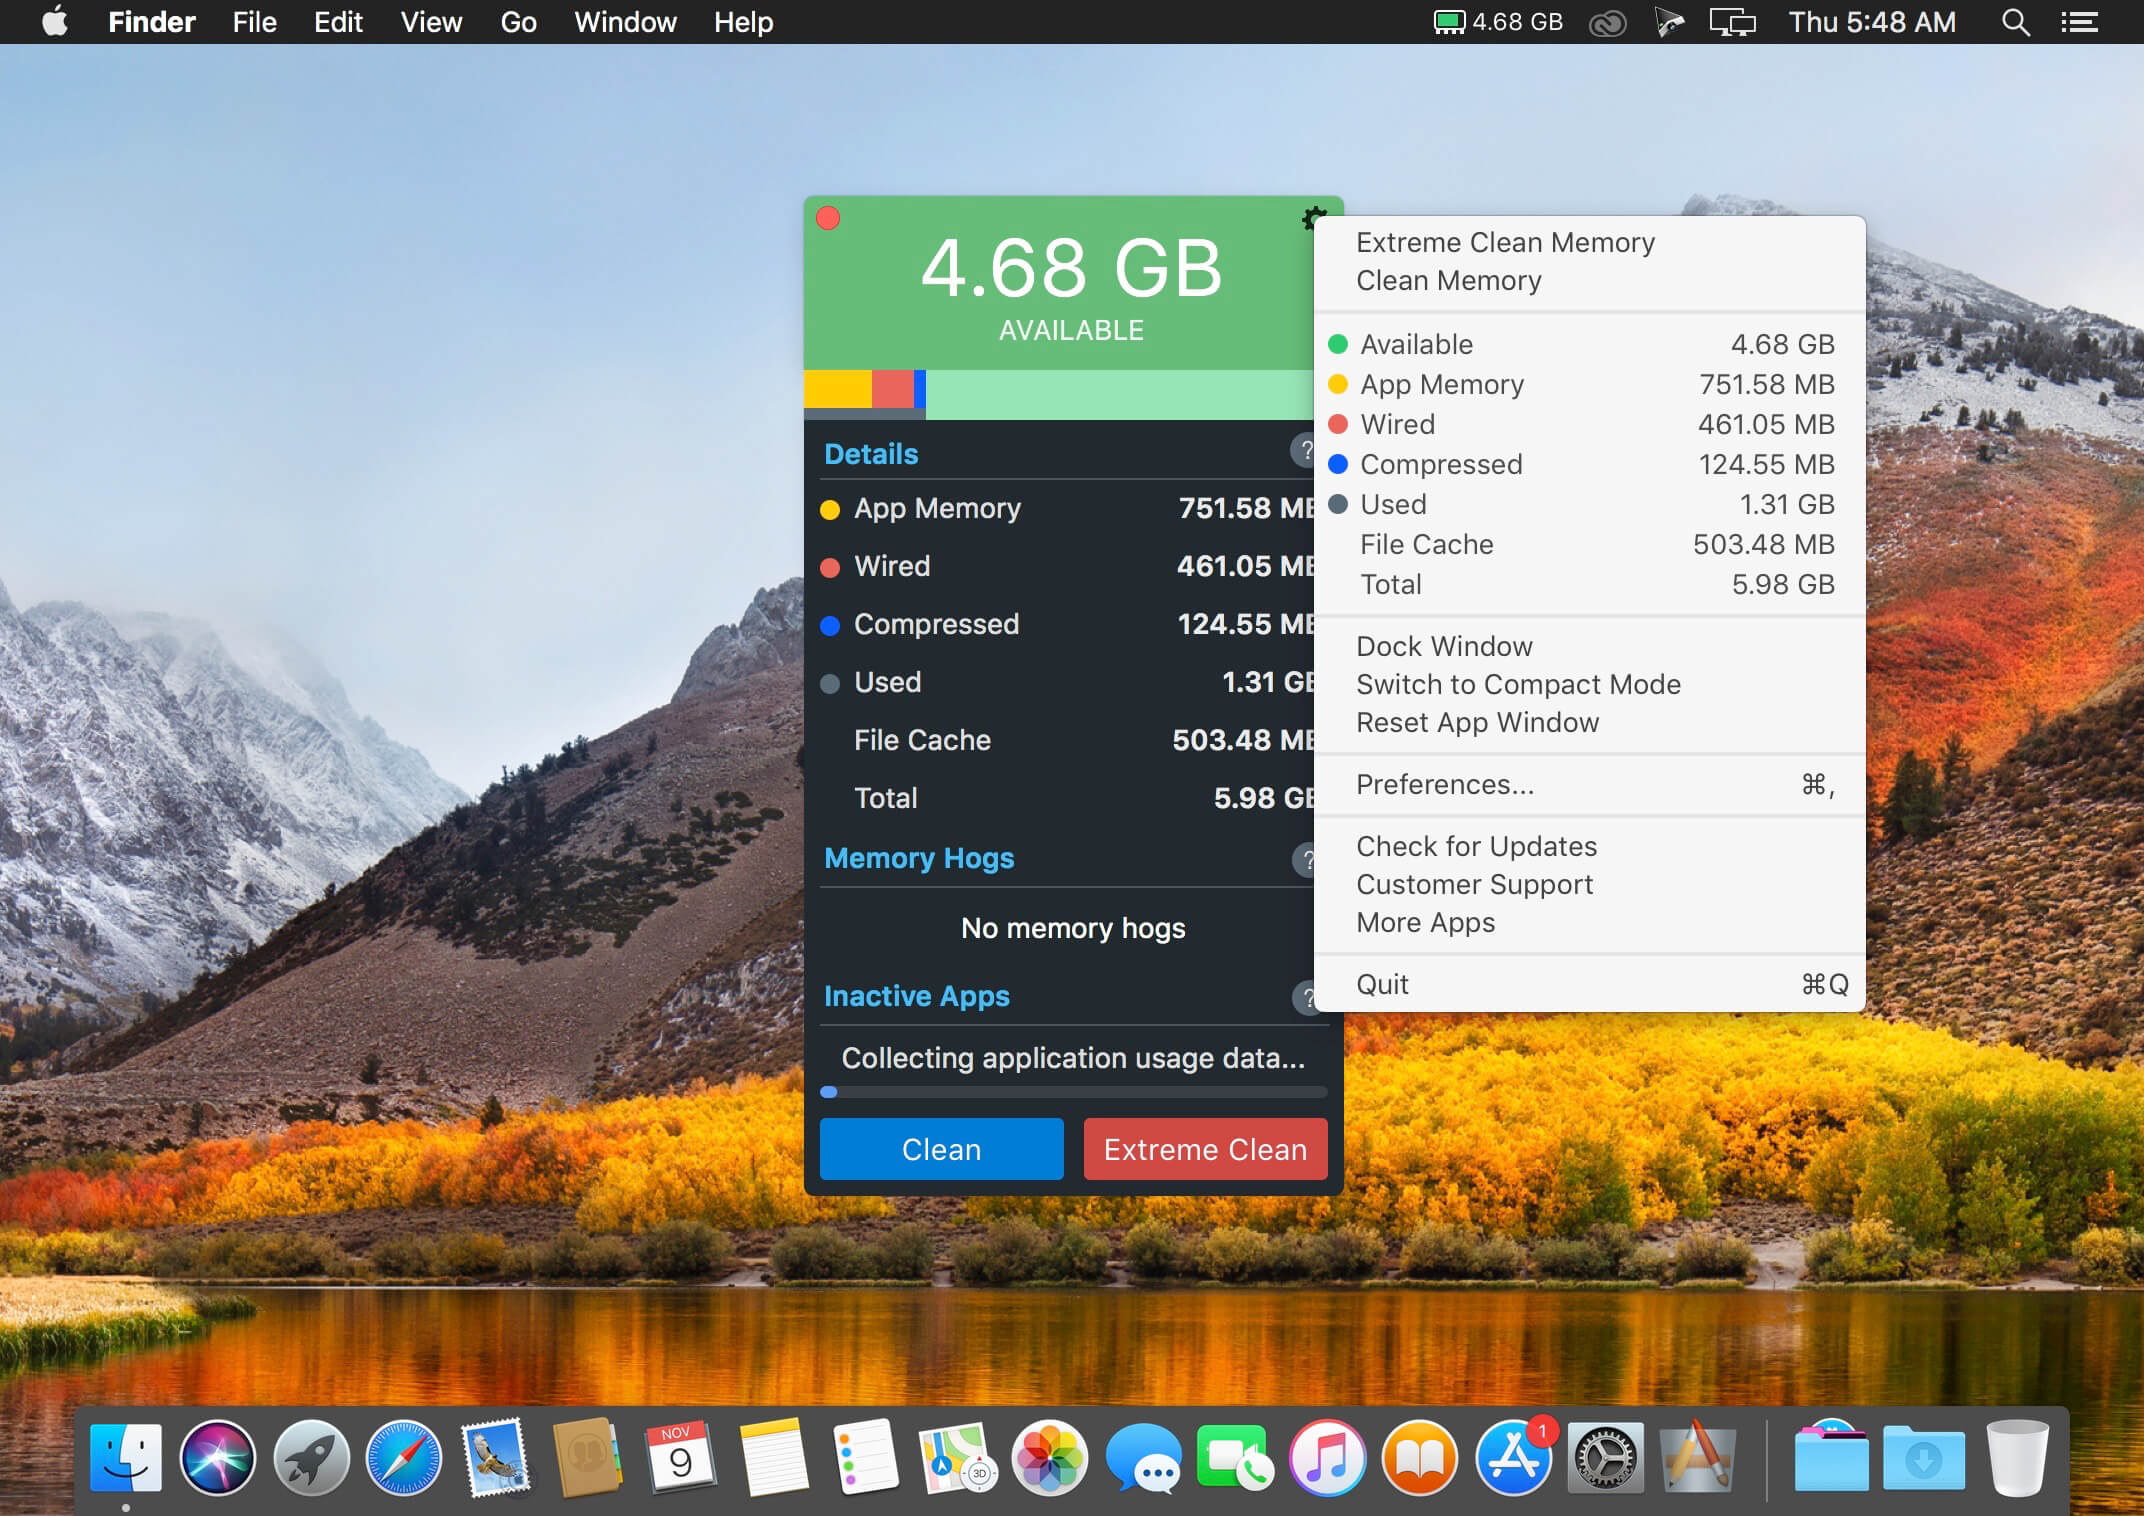 Finder File Edit View Go Window Help 4.68 GB Thu 5:48 AM
4.68 GB
AVAILABLE
Details ?
App Memory 751.58 MB
Wired 461.05 MB
Compressed 124.55 MB
Used 1.31 GB
File Cache 503.48 MB
Total 5.98 GB
Memory Hogs ?
No memory hogs
Inactive Apps ?
Collecting application usage data...
Clean Extreme Clean
Extreme Clean Memory
Clean Memory
Available 4.68 GB
App Memory 751.58 MB
Wired 461.05 MB
Compressed 124.55 MB
Used 1.31 GB
File Cache 503.48 MB
Total 5.98 GB
Dock Window
Switch to Compact Mode
Reset App Window
Preferences... ⌘,
Check for Updates
Customer Support
More Apps
Quit ⌘Q
NOV
9
3D
1